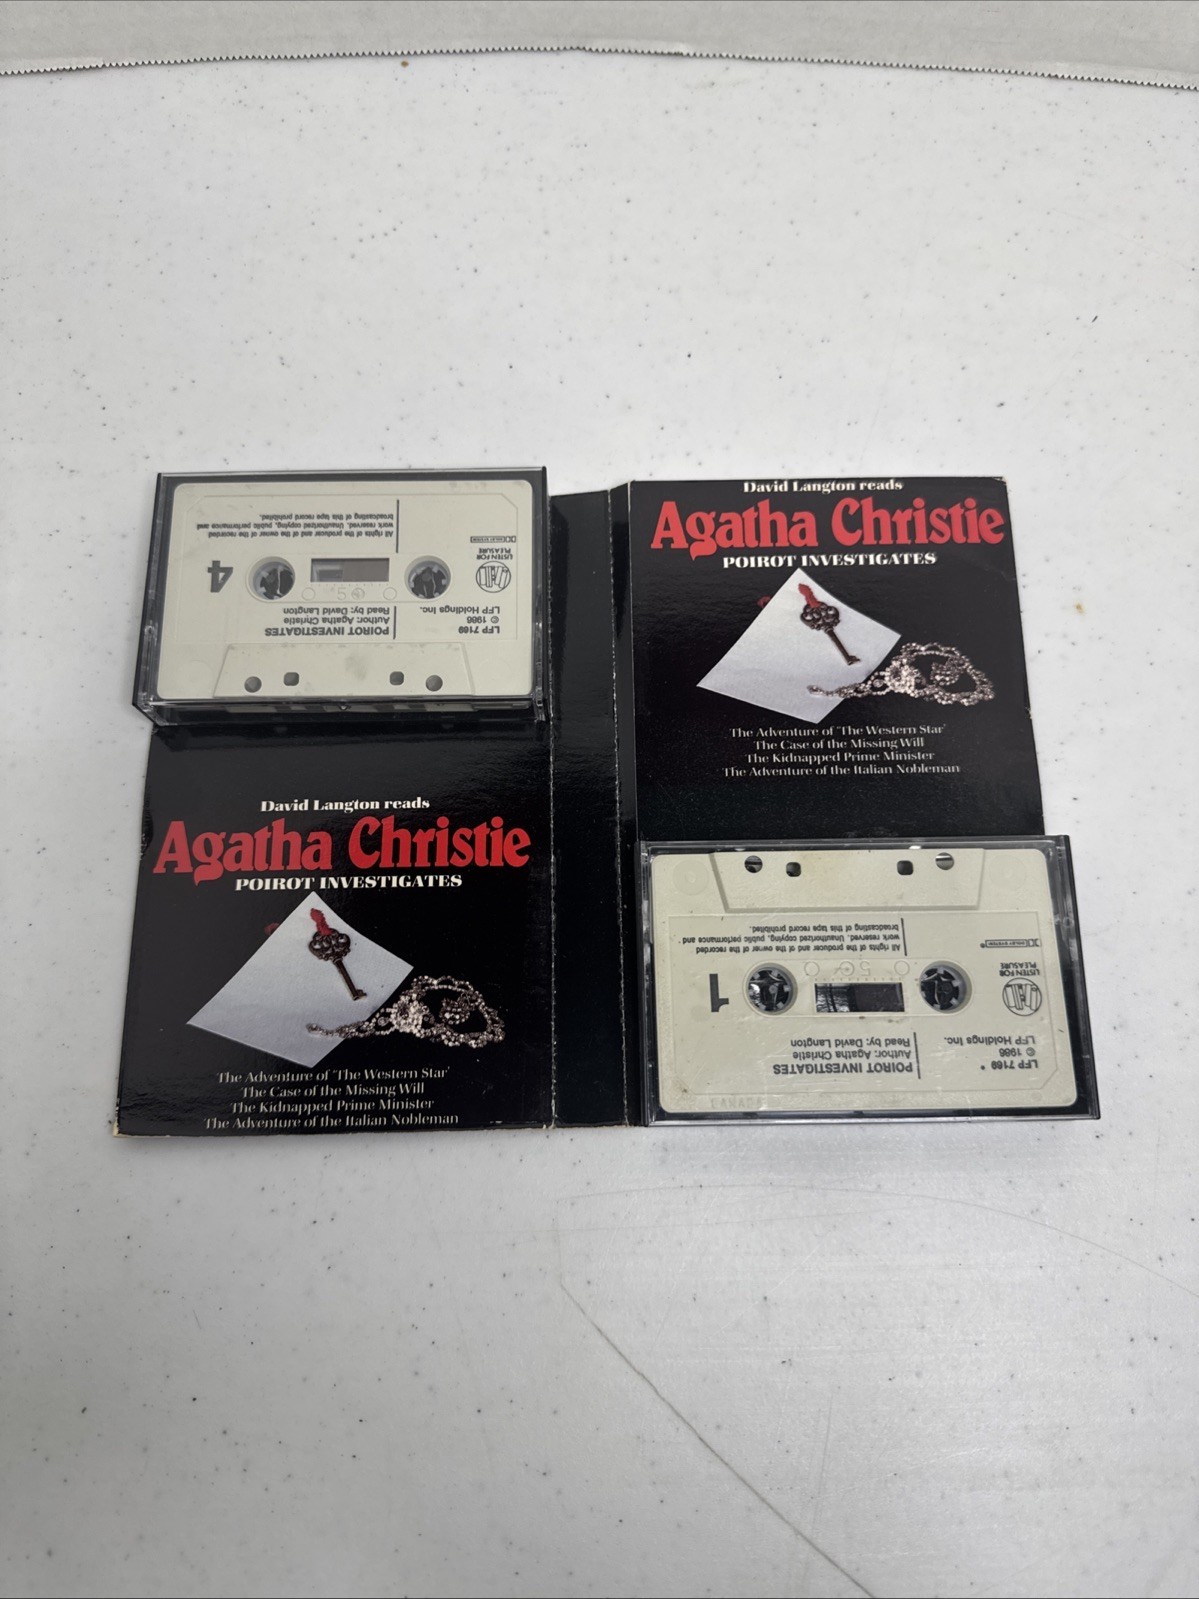 All rights of the producer and of the owner of the recorded
work reserved. Unauthorized copying, public performance and
broadcasting of this tape record prohibited.
DOLBY SYSTEM
LISTEN FOR
PLEASURE
4
5
LFP 7169
© 1986
LFP Holdings Inc.
POIROT INVESTIGATES
Author: Agatha Christie
Read by: David Langton
David Langton reads
Agatha Christie
POIROT INVESTIGATES
The Adventure of 'The Western Star'
The Case of the Missing Will
The Kidnapped Prime Minister
The Adventure of the Italian Nobleman
David Langton reads
Agatha Christie
POIROT INVESTIGATES
The Adventure of 'The Western Star'
The Case of the Missing Will
The Kidnapped Prime Minister
The Adventure of the Italian Nobleman
All rights of the producer and of the owner of the recorded
work reserved. Unauthorized copying, public performance and
broadcasting of this tape record prohibited.
DOLBY SYSTEM
LISTEN FOR
PLEASURE
1
5
LFP 7169
© 1986
LFP Holdings Inc.
POIROT INVESTIGATES
Author: Agatha Christie
Read by: David Langton